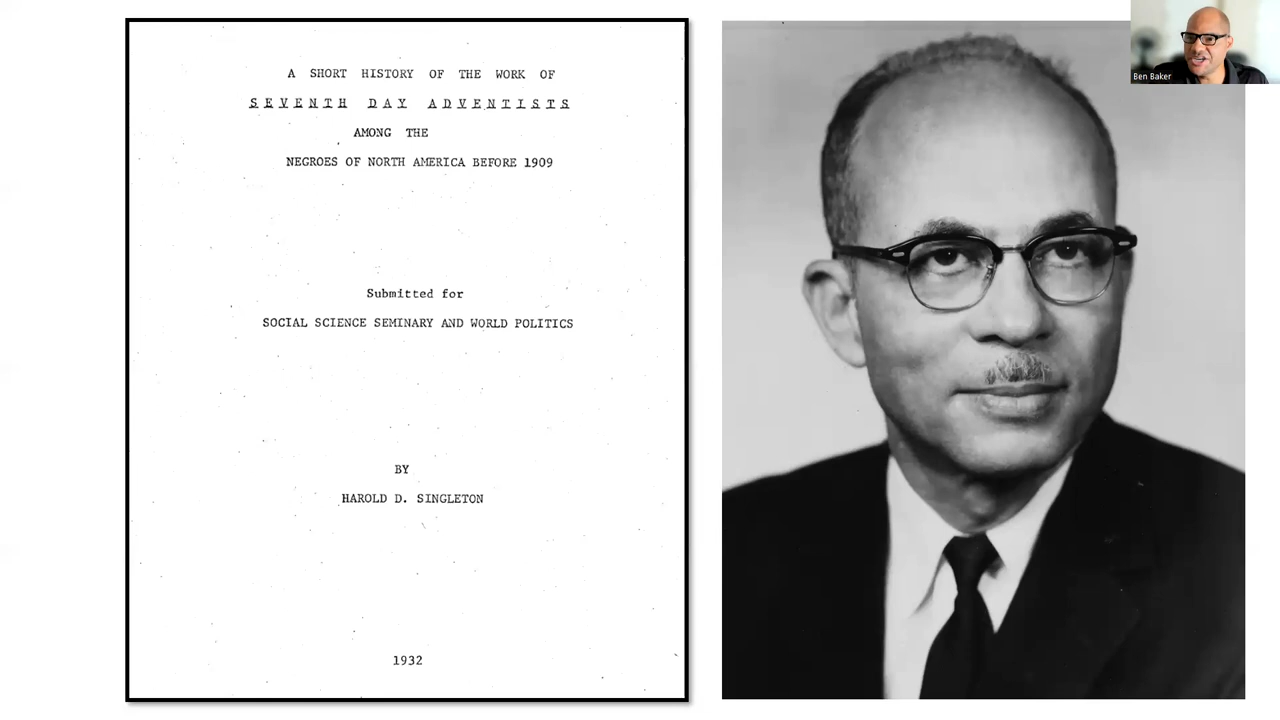 A SHORT HISTORY OF THE WORK OF
SEVENTH DAY ADVENTISTS
AMONG THE
NEGROES OF NORTH AMERICA BEFORE 1909
Submitted for
SOCIAL SCIENCE SEMINARY AND WORLD POLITICS
BY
HAROLD D. SINGLETON
1932
Ben Baker